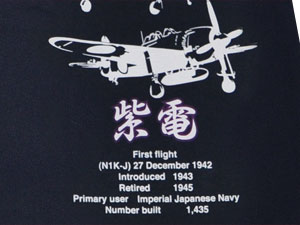 紫電
First flight
(N1K-J) 27 December 1942
Introduced 1943
Retired 1945
Primary user Imperial Japanese Navy
Number built 1,435